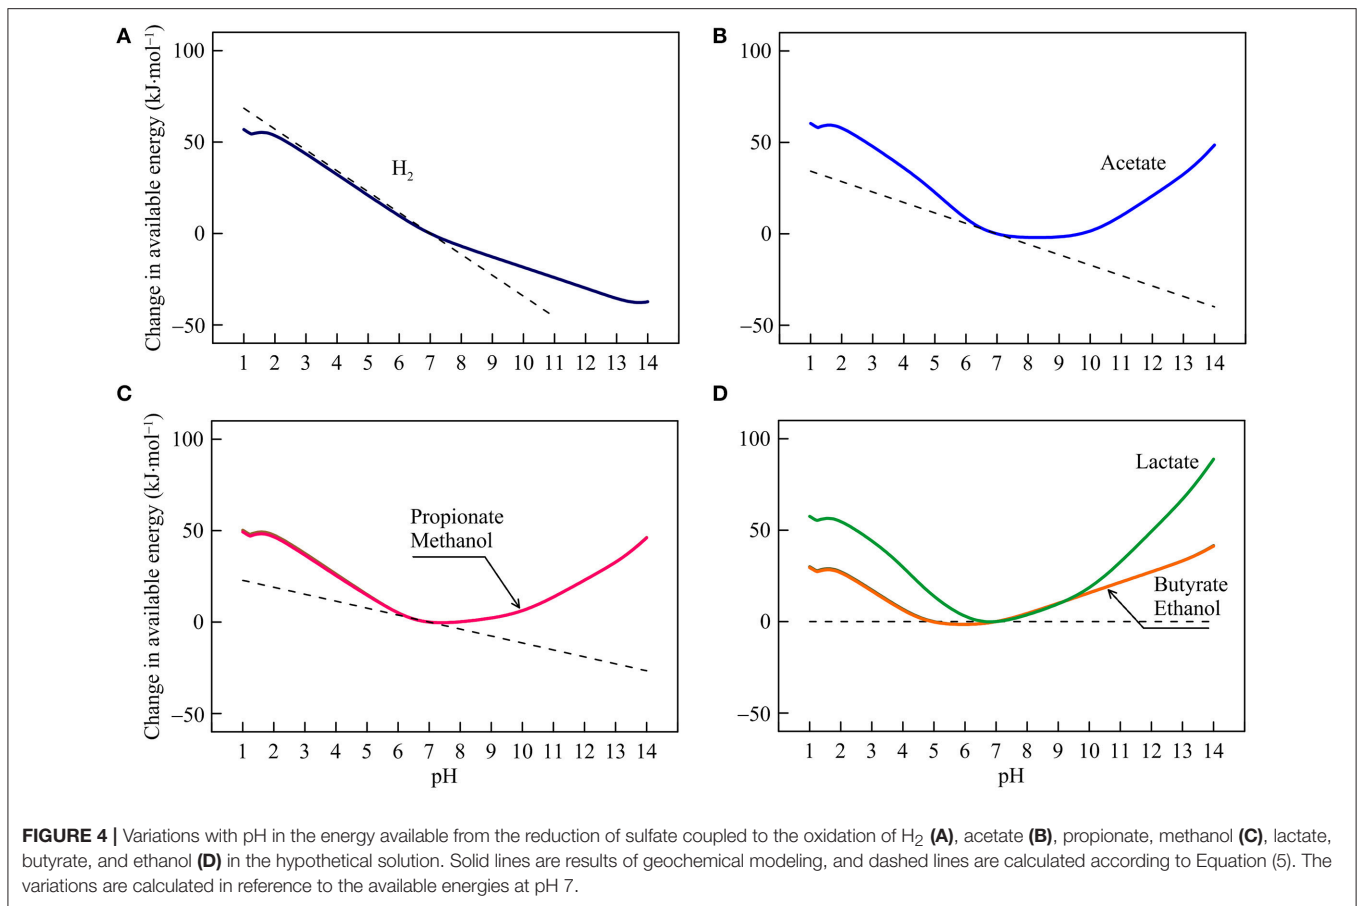 A
Change in available energy (kJ·mol⁻¹)
100
50
0
−50
H₂
1 2 3 4 5 6 7 8 9 10 11 12 13 14
B
100
50
0
−50
Acetate
1 2 3 4 5 6 7 8 9 10 11 12 13 14
C
Change in available energy (kJ·mol⁻¹)
100
50
0
−50
Propionate
Methanol
1 2 3 4 5 6 7 8 9 10 11 12 13 14
pH
D
100
50
0
−50
Lactate
Butyrate
Ethanol
1 2 3 4 5 6 7 8 9 10 11 12 13 14
pH
FIGURE 4 | Variations with pH in the energy available from the reduction of sulfate coupled to the oxidation of H₂ (A), acetate (B), propionate, methanol (C), lactate,
butyrate, and ethanol (D) in the hypothetical solution. Solid lines are results of geochemical modeling, and dashed lines are calculated according to Equation (5). The
variations are calculated in reference to the available energies at pH 7.